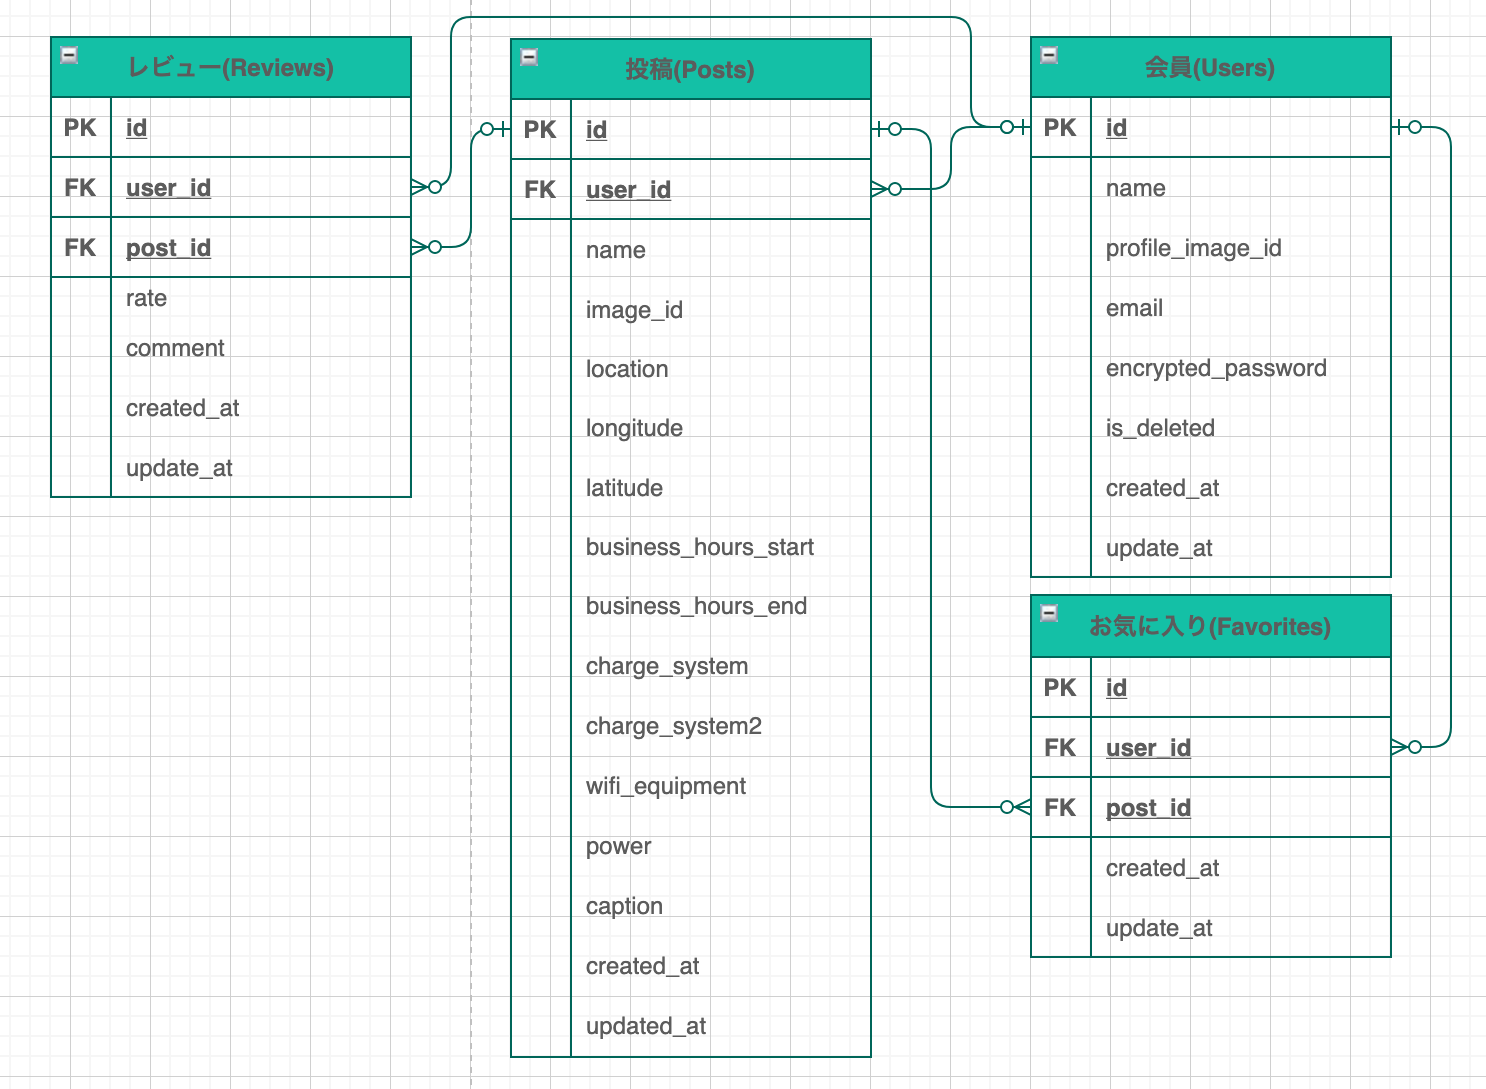 レビュー(Reviews)
PK id
FK user_id
FK post_id
rate
comment
created_at
update_at
投稿(Posts)
PK id
FK user_id
name
image_id
location
longitude
latitude
business_hours_start
business_hours_end
charge_system
charge_system2
wifi_equipment
power
caption
created_at
updated_at
会員(Users)
PK id
name
profile_image_id
email
encrypted_password
is_deleted
created_at
update_at
お気に入り(Favorites)
PK id
FK user_id
FK post_id
created_at
update_at